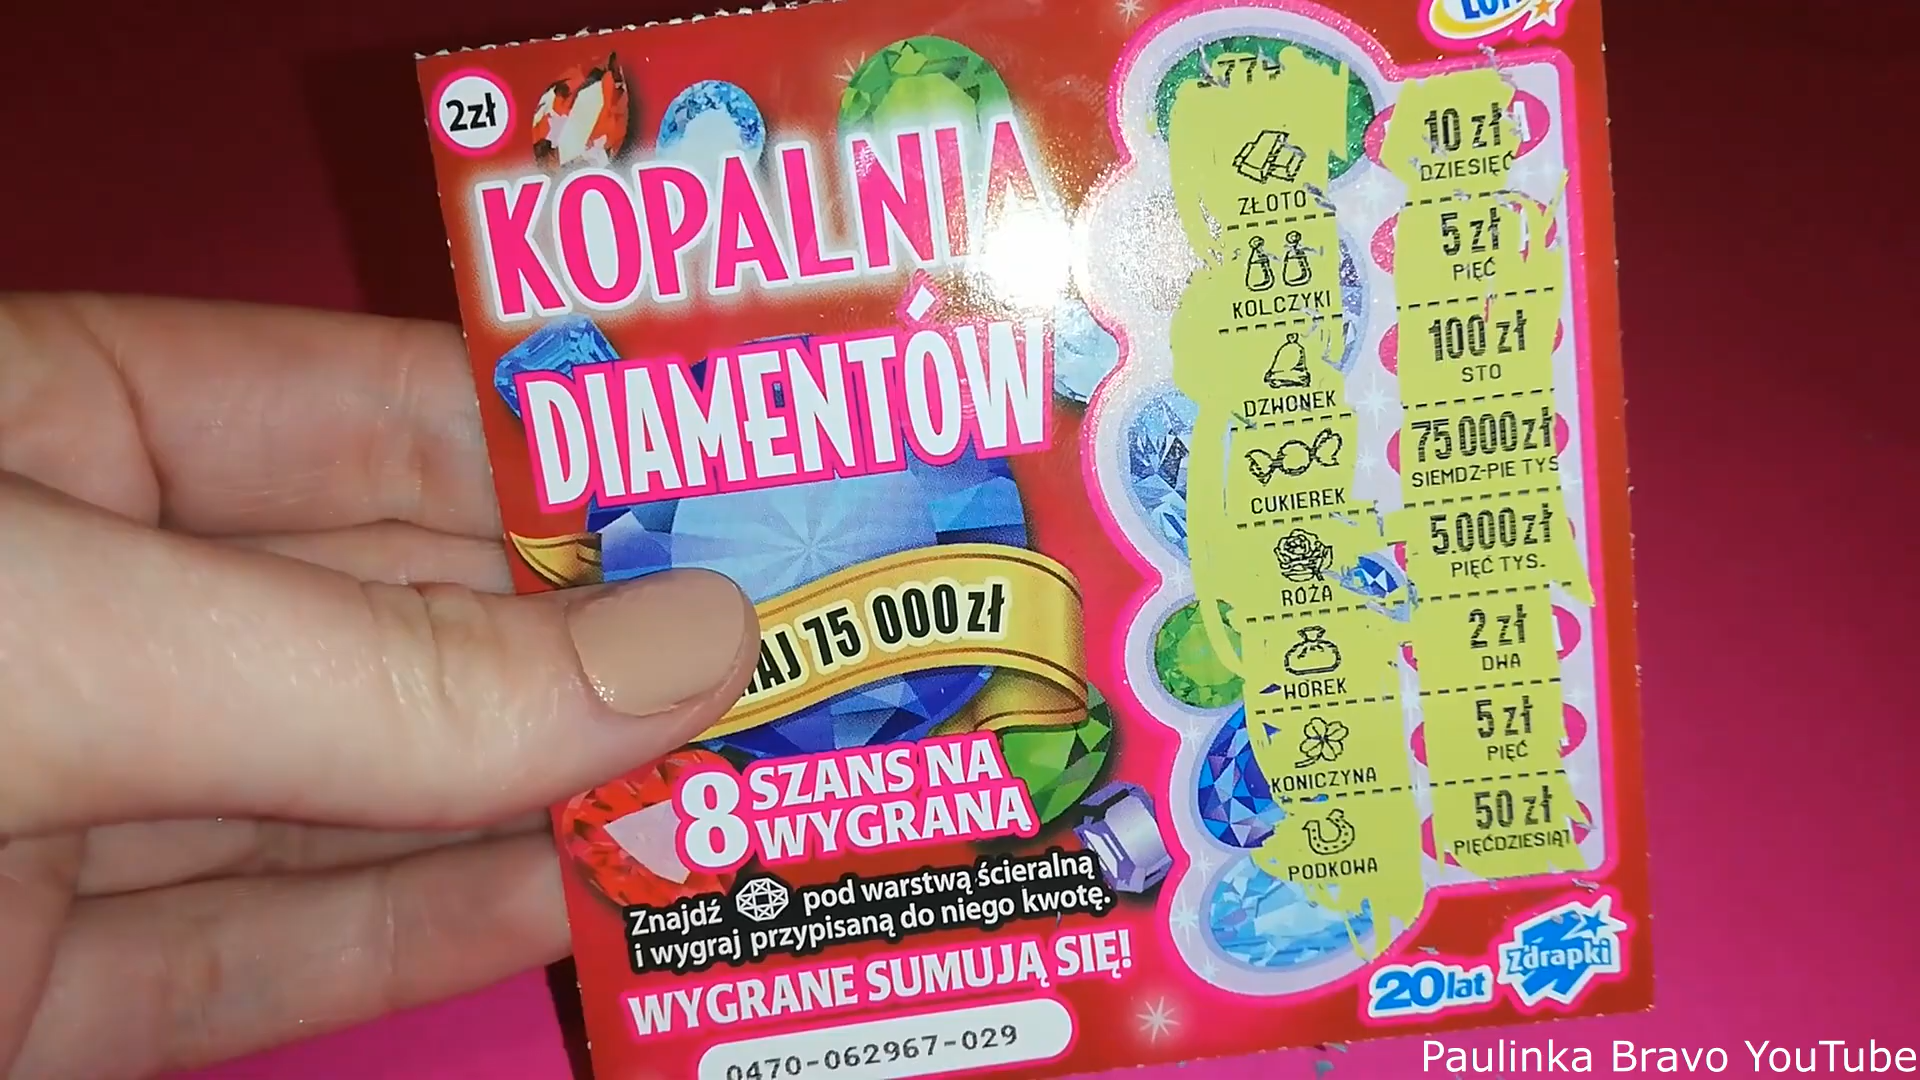 2zł
KOPALNIA
DIAMENTÓW
75 000 zł
8 SZANS NA
WYGRANĄ
Znajdź pod warstwą ścieralną
i wygraj przypisaną do niego kwotę.
WYGRANE SUMUJĄ SIĘ!
0470-062967-029
ZŁOTO
10 zł
DZIESIĘĆ
KOLCZYKI
5 zł
PIĘĆ
DZWONEK
100 zł
STO
CUKIEREK
75 000 zł
SIEMDZ-PIE TYS
RÓŻA
5.000 zł
PIĘĆ TYS.
WOREK
2 zł
DWA
KONICZYNA
5 zł
PIĘĆ
PODKOWA
50 zł
PIĘĆDZIESIĄT
20 lat
Zdrapki
Paulinka Bravo YouTube